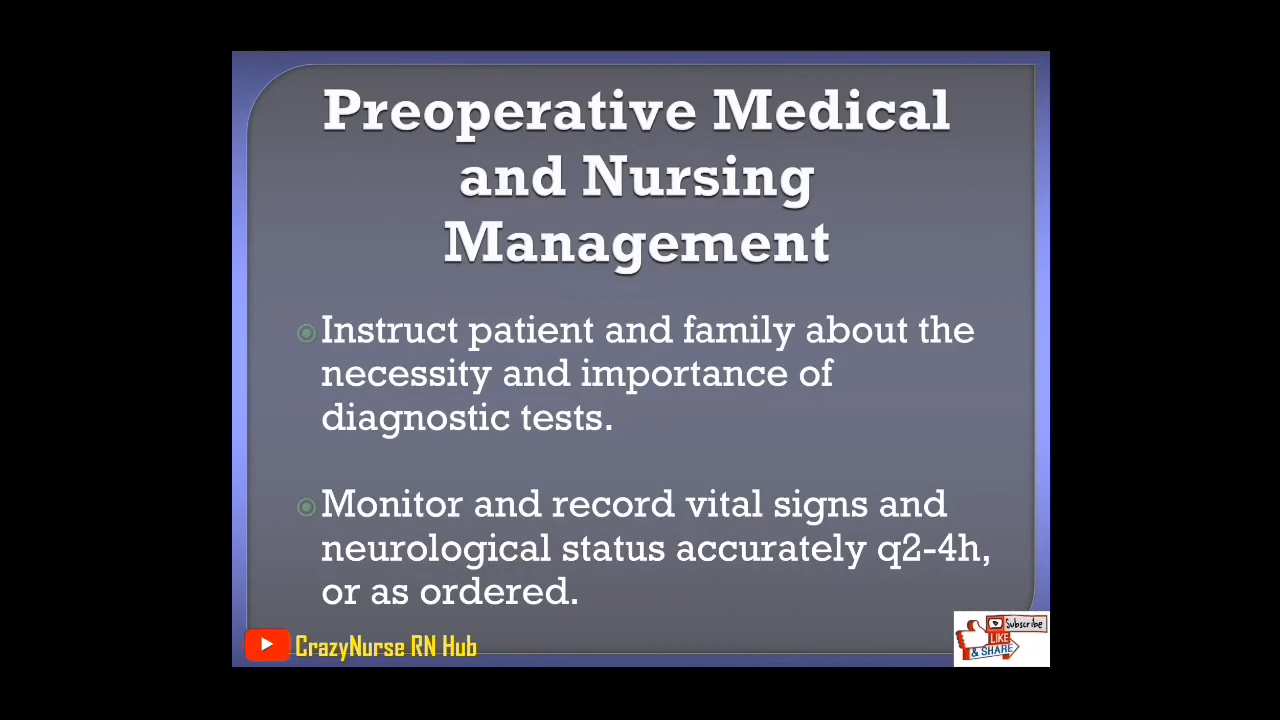 Preoperative Medical
and Nursing
Management
Instruct patient and family about the
necessity and importance of
diagnostic tests.
Monitor and record vital signs and
neurological status accurately q2-4h,
or as ordered.
CrazyNurse RN Hub
Subscribe
LIKE
& SHARE